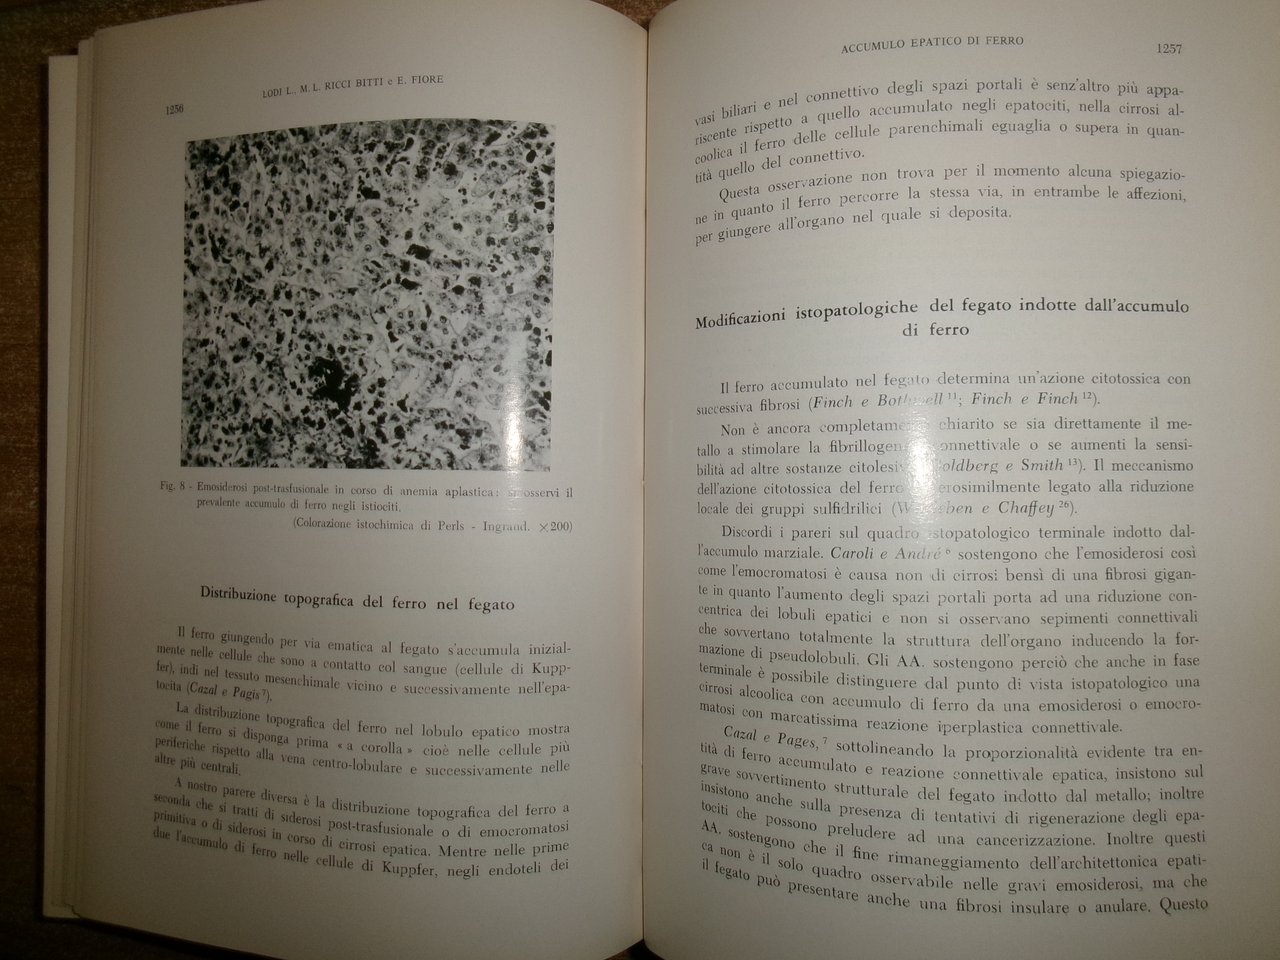 1256
LODI L., M. L. RICCI BITTI e E. FIORE
Fig. 8 - Emosiderosi post-trasfusionale in corso di anemia aplastica: si osservi il
prevalente accumulo di ferro negli istiociti.
(Colorazione istochimica di Perls - Ingrand. ×200)
Distribuzione topografica del ferro nel fegato
Il ferro giungendo per via ematica al fegato s'accumula inizial-
mente nelle cellule che sono a contatto col sangue (cellule di Kupp-
fer), indi nel tessuto mesenchimale vicino e successivamente nell'epa-
tocita (Cazal e Pagis 7).
La distribuzione topografica del ferro nel lobulo epatico mostra
come il ferro si disponga prima « a corolla » cioè nelle cellule più
periferiche rispetto alla vena centro-lobulare e successivamente nelle
altre più centrali.
A nostro parere diversa è la distribuzione topografica del ferro a
seconda che si tratti di siderosi post-trasfusionale o di emocromatosi
primitiva o di siderosi in corso di cirrosi epatica. Mentre nelle prime
due l'accumulo di ferro nelle cellule di Kuppfer, negli endoteli dei
ACCUMULO EPATICO DI FERRO
1257
vasi biliari e nel connettivo degli spazi portali è senz'altro più appa-
riscente rispetto a quello accumulato negli epatociti, nella cirrosi al-
coolica il ferro delle cellule parenchimali eguaglia o supera in quan-
tità quello del connettivo.
Questa osservazione non trova per il momento alcuna spiegazio-
ne in quanto il ferro percorre la stessa via, in entrambe le affezioni,
per giungere all'organo nel quale si deposita.
Modificazioni istopatologiche del fegato indotte dall'accumulo
di ferro
Il ferro accumulato nel fegato determina un'azione citotossica con
successiva fibrosi (Finch e Bothwell 11; Finch e Finch 12).
Non è ancora completamente chiarito se sia direttamente il me-
tallo a stimolare la fibrillogenesi connettivale o se aumenti la sensi-
bilità ad altre sostanze citolesive (Goldberg e Smith 13). Il meccanismo
dell'azione citotossica del ferro è verosimilmente legato alla riduzione
locale dei gruppi sulfidrilici (e Chaffey 26).
Discordi i pareri sul quadro istopatologico terminale indotto dal-
l'accumulo marziale. Caroli e André 6 sostengono che l'emosiderosi così
come l'emocromatosi è causa non di cirrosi bensì di una fibrosi gigan-
te in quanto l'aumento degli spazi portali porta ad una riduzione con-
centrica dei lobuli epatici e non si osservano sepimenti connettivali
che sovvertano totalmente la struttura dell'organo inducendo la for-
mazione di pseudolobuli. Gli AA. sostengono perciò che anche in fase
terminale è possibile distinguere dal punto di vista istopatologico una
cirrosi alcoolica con accumulo di ferro da una emosiderosi o emocro-
matosi con marcatissima reazione iperplastica connettivale.
Cazal e Pages, 7 sottolineando la proporzionalità evidente tra en-
tità di ferro accumulato e reazione connettivale epatica, insistono sul
grave sovvertimento strutturale del fegato indotto dal metallo; inoltre
insistono anche sulla presenza di tentativi di rigenerazione degli epa-
tociti che possono preludere ad una cancerizzazione. Inoltre questi
AA. sostengono che il fine rimaneggiamento dell'architettonica epati-
ca non è il solo quadro osservabile nelle gravi emosiderosi, ma che
il fegato può presentare anche una fibrosi insulare o anulare. Questo